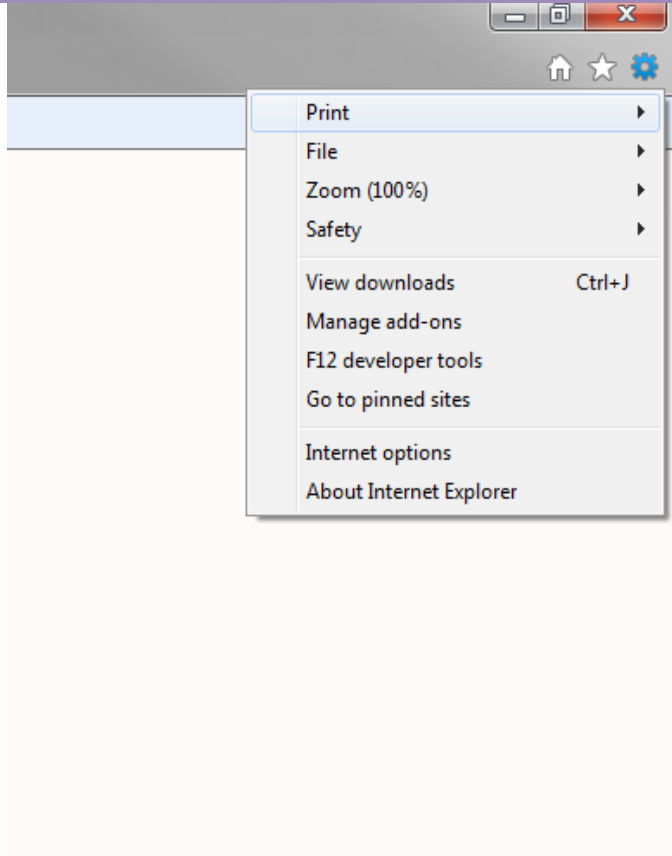 Print
File
Zoom (100%)
Safety
View downloads Ctrl+J
Manage add-ons
F12 developer tools
Go to pinned sites
Internet options
About Internet Explorer